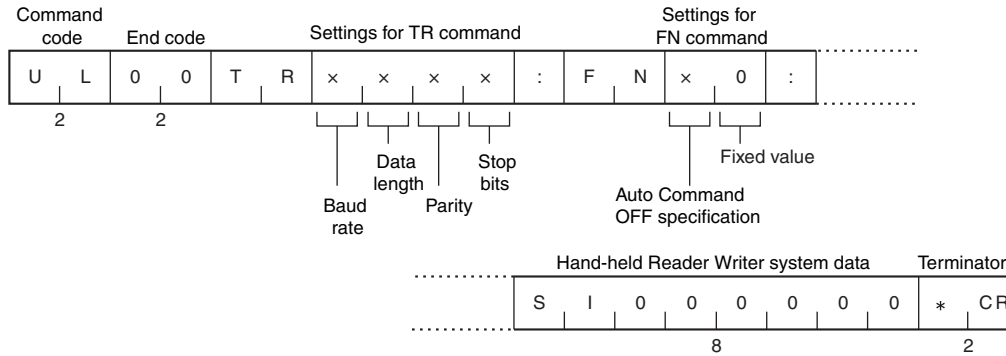 Command code
End code
Settings for TR command
Settings for FN command
U L 0 0 T R × × × × : F N × 0 :
2 2
Baud rate
Data length
Parity
Stop bits
Auto Command OFF specification
Fixed value
Hand-held Reader Writer system data
Terminator
S I 0 0 0 0 0 0 * CR
8 2